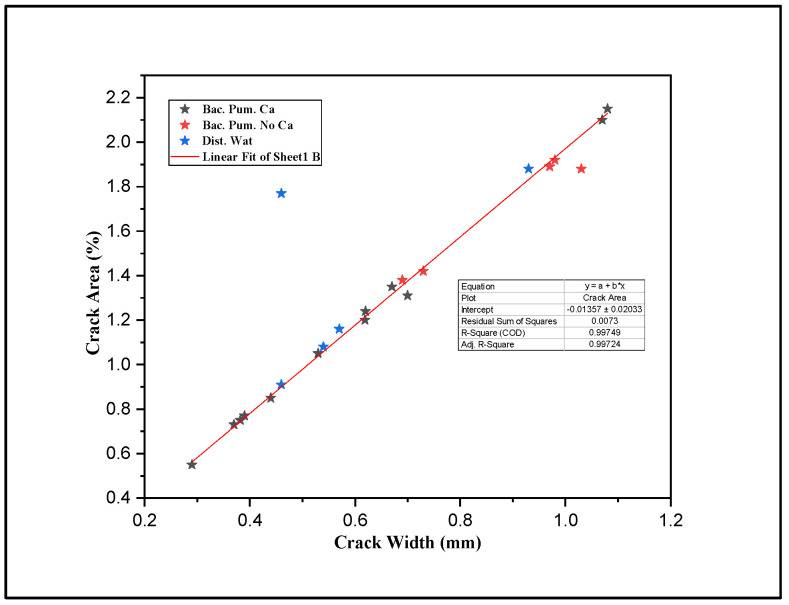 Bac. Pum. Ca
Bac. Pum. No Ca
Dist. Wat
Linear Fit of Sheet1 B
Crack Area (%)
2.2
2.0
1.8
1.6
1.4
1.2
1.0
0.8
0.6
0.4
Equation y = a + b*x
Plot Crack Area
Intercept -0.01357 ± 0.02033
Residual Sum of Squares 0.0073
R-Square (COD) 0.99749
Adj. R-Square 0.99724
0.2 0.4 0.6 0.8 1.0 1.2
Crack Width (mm)